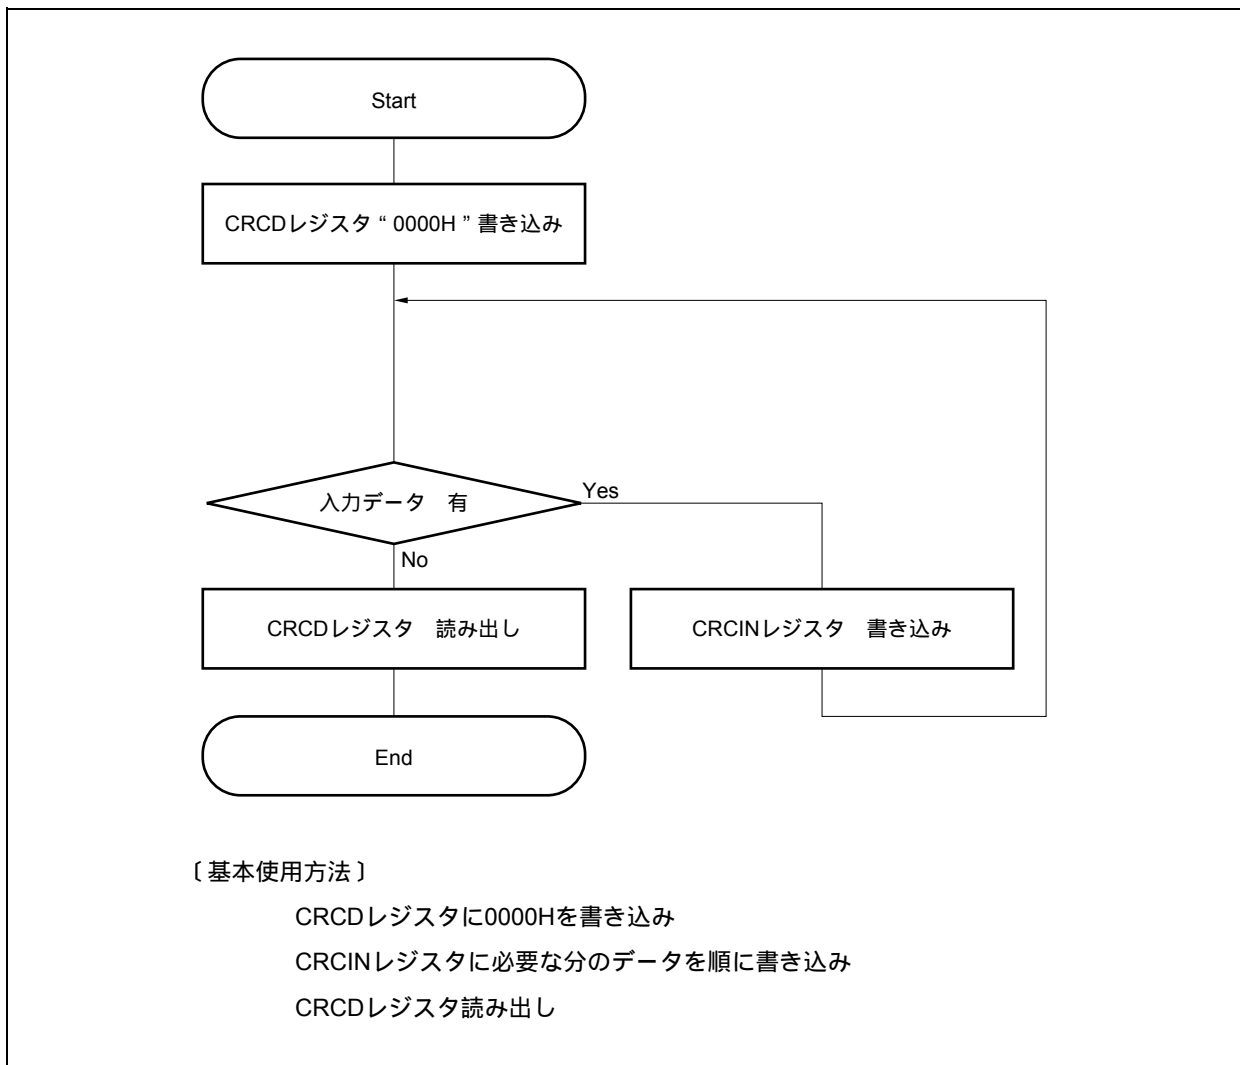 Start
CRCDレジスタ“ 0000H ”書き込み
入力データ　有
Yes
No
CRCDレジスタ　読み出し
CRCINレジスタ　書き込み
End
〔基本使用方法〕
CRCDレジスタに0000Hを書き込み
CRCINレジスタに必要な分のデータを順に書き込み
CRCDレジスタ読み出し